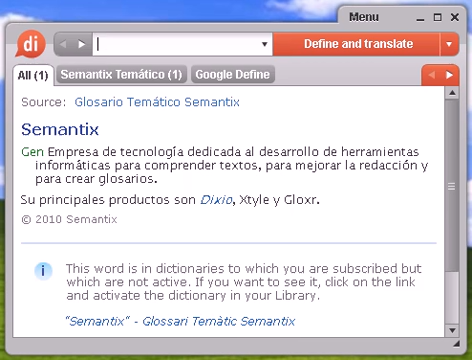 Menu
di
Define and translate
All (1)
Semantix Temático (1)
Google Define
Source: Glosario Temático Semantix
Semantix
Gen Empresa de tecnología dedicada al desarrollo de herramientas
informáticas para comprender textos, para mejorar la redacción y
para crear glosarios.
Su principales productos son Dixio, Xtyle y Gloxr.
© 2010 Semantix
i
This word is in dictionaries to which you are subscribed but
which are not active. If you want to see it, click on the link
and activate the dictionary in your Library.
"Semantix" - Glossari Temàtic Semantix